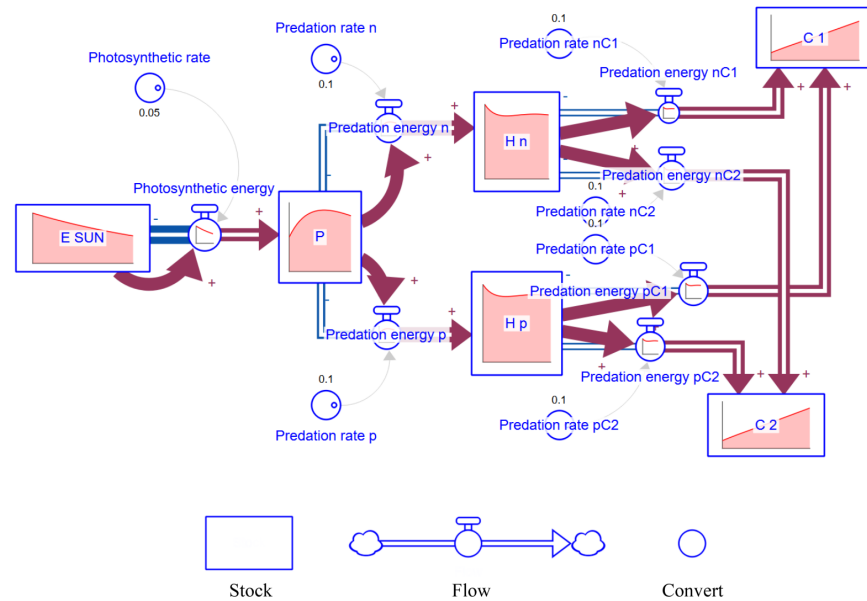 Predation rate n
0.1
Predation rate nC1
C 1
Photosynthetic rate
0.05
Predation energy nC1
0.1
Predation energy n
H n
Predation energy nC2
0.1
Predation rate nC2
Photosynthetic energy
E SUN
P
0.1
Predation rate pC1
Predation energy pC1
Predation energy p
H p
Predation energy pC2
0.1
Predation rate p
0.1
Predation rate pC2
C 2
Stock
Flow
Convert